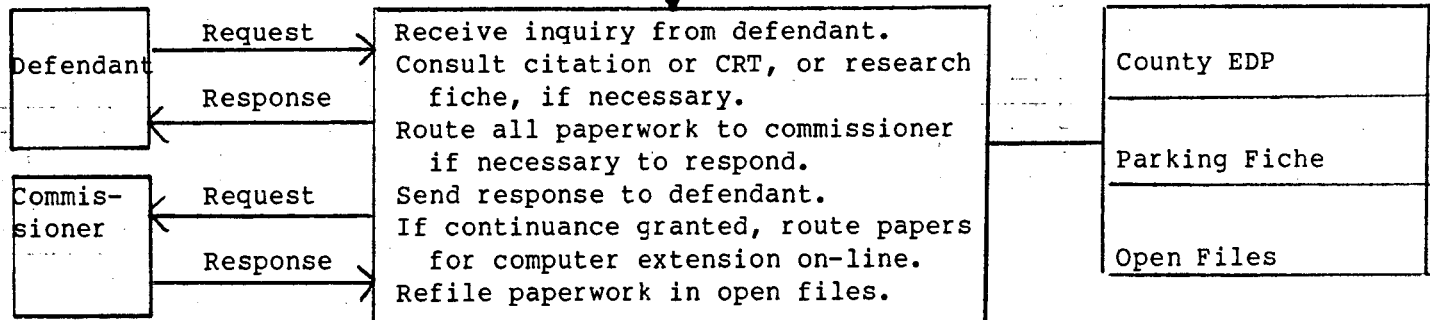 Defendant
Request
Response
Commis-
sioner
Request
Response
Receive inquiry from defendant.
Consult citation or CRT, or research
fiche, if necessary.
Route all paperwork to commissioner
if necessary to respond.
Send response to defendant.
If continuance granted, route papers
for computer extension on-line.
Refile paperwork in open files.
County EDP
Parking Fiche
Open Files